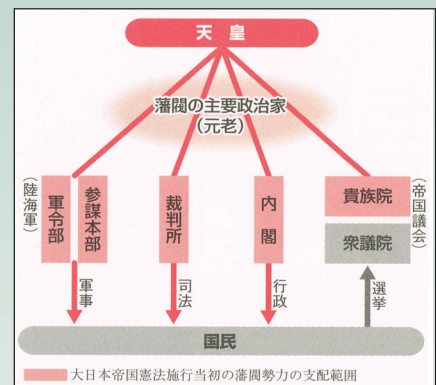 天皇
藩閥の主要政治家
（元老）
（陸海軍）
軍令部
参謀本部
裁判所
内閣
貴族院
衆議院
（帝国議会）
軍事
司法
行政
選挙
国民
大日本帝国憲法施行当初の藩閥勢力の支配範囲